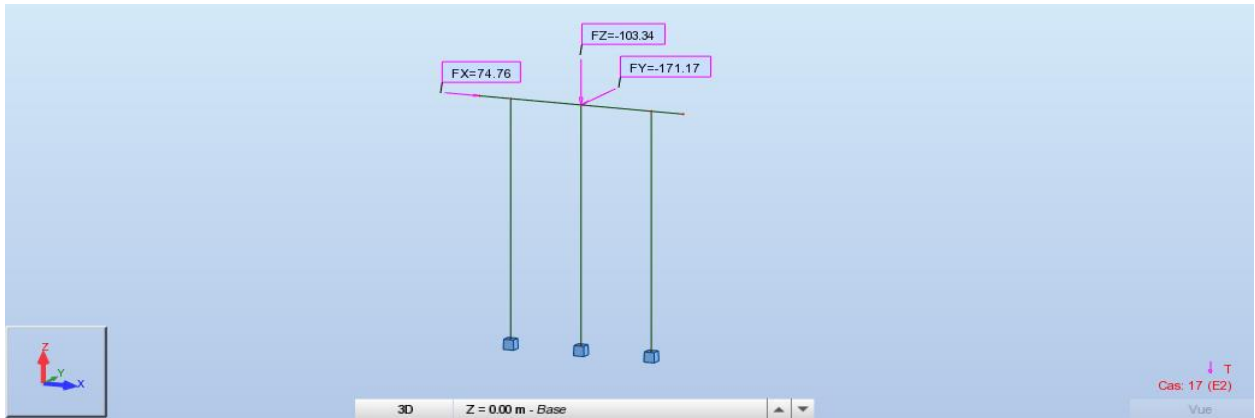 FZ=-103.34
FX=74.76
FY=-171.17
Z
Y
X
T
Cas: 17 (E2)
3D Z = 0.00 m - Base
Vue